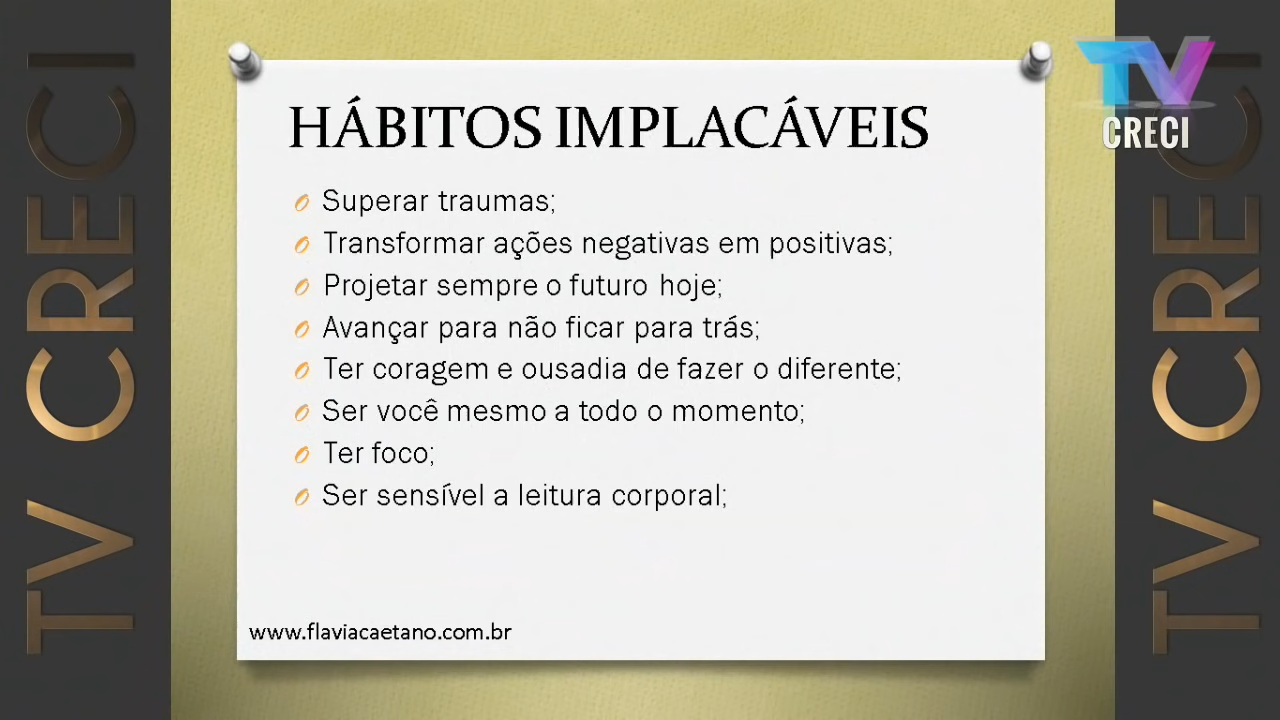 HÁBITOS IMPLACÁVEIS
Superar traumas;
Transformar ações negativas em positivas;
Projetar sempre o futuro hoje;
Avançar para não ficar para trás;
Ter coragem e ousadia de fazer o diferente;
Ser você mesmo a todo o momento;
Ter foco;
Ser sensível a leitura corporal;
www.flaviacaetano.com.br
TV
CRECI
TV CRECI
TV CRECI